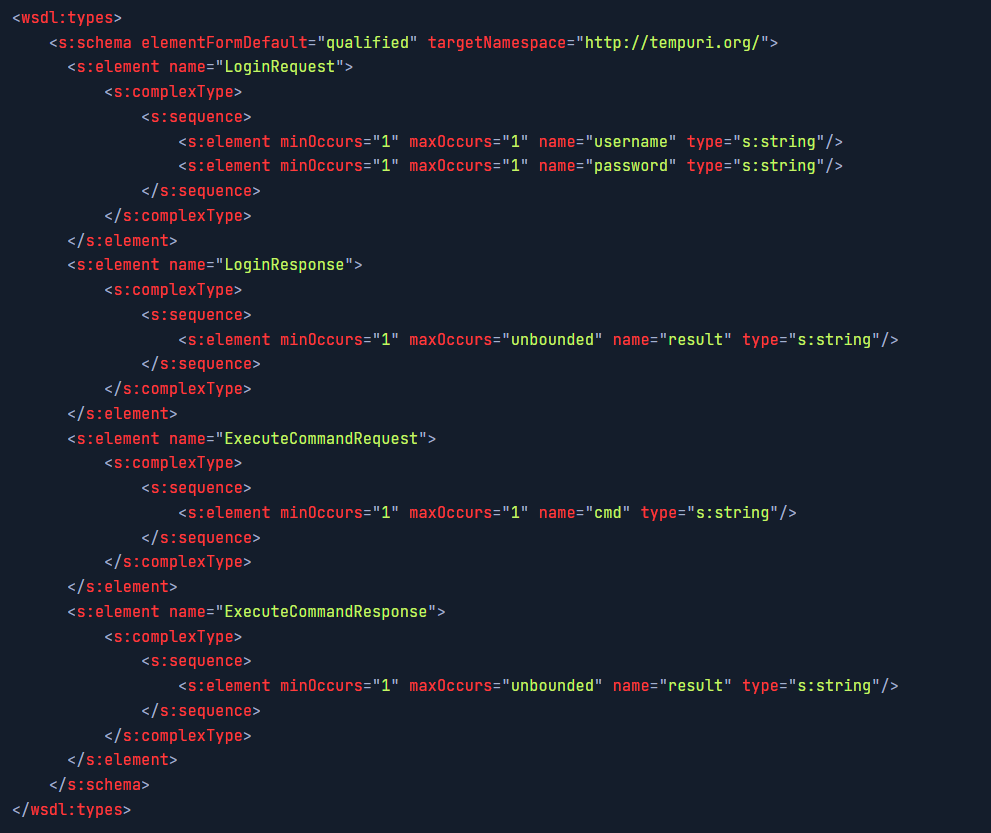 <wsdl:types>
    <s:schema elementFormDefault="qualified" targetNamespace="http://tempuri.org/">
      <s:element name="LoginRequest">
          <s:complexType>
              <s:sequence>
                  <s:element minOccurs="1" maxOccurs="1" name="username" type="s:string"/>
                  <s:element minOccurs="1" maxOccurs="1" name="password" type="s:string"/>
              </s:sequence>
          </s:complexType>
      </s:element>
      <s:element name="LoginResponse">
          <s:complexType>
              <s:sequence>
                  <s:element minOccurs="1" maxOccurs="unbounded" name="result" type="s:string"/>
              </s:sequence>
          </s:complexType>
      </s:element>
      <s:element name="ExecuteCommandRequest">
          <s:complexType>
              <s:sequence>
                  <s:element minOccurs="1" maxOccurs="1" name="cmd" type="s:string"/>
              </s:sequence>
          </s:complexType>
      </s:element>
      <s:element name="ExecuteCommandResponse">
          <s:complexType>
              <s:sequence>
                  <s:element minOccurs="1" maxOccurs="unbounded" name="result" type="s:string"/>
              </s:sequence>
          </s:complexType>
      </s:element>
    </s:schema>
</wsdl:types>